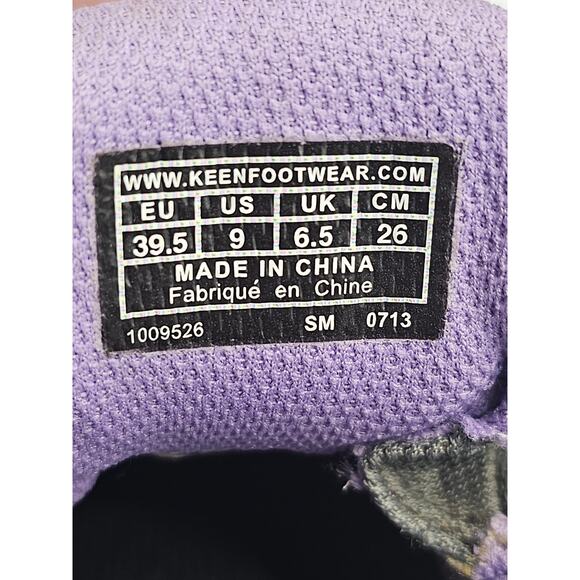 WWW.KEENFOOTWEAR.COM
EU US UK CM
39.5 9 6.5 26
MADE IN CHINA
Fabriqué en Chine
1009526 SM 0713